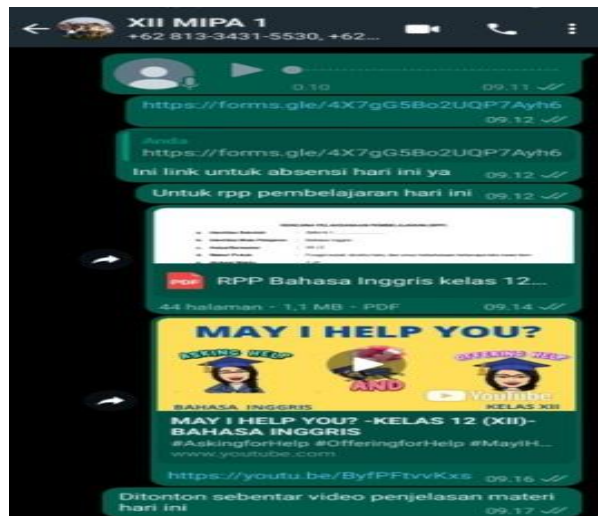 XII MIPA 1
+62 813-3431-5530, +62...
0.10
09.11
https://forms.gle/4X7gG5Bo2UQP7Ayh6
09.12
Anda
https://forms.gle/4X7gG5Bo2UQP7Ayh6
Ini link untuk absensi hari ini ya 09.12
Untuk rpp pembelajaran hari ini 09.12
RENCANA PELAKSANAAN PEMBELAJARAN (RPP)
PDF RPP Bahasa Inggris kelas 12...
44 halaman • 1,1 MB • PDF 09.14
MAY I HELP YOU?
ASKING HELP
OFFERING HELP
AND
YouTube
BAHASA INGGRIS
KELAS XII
MAY I HELP YOU? -KELAS 12 (XII)-
BAHASA INGGRIS
#AskingforHelp #OfferingforHelp #MayIH...
www.youtube.com
https://youtu.be/ByfPFtvvKxs 09.16
Ditonton sebentar video penjelasan materi
hari ini 09.17